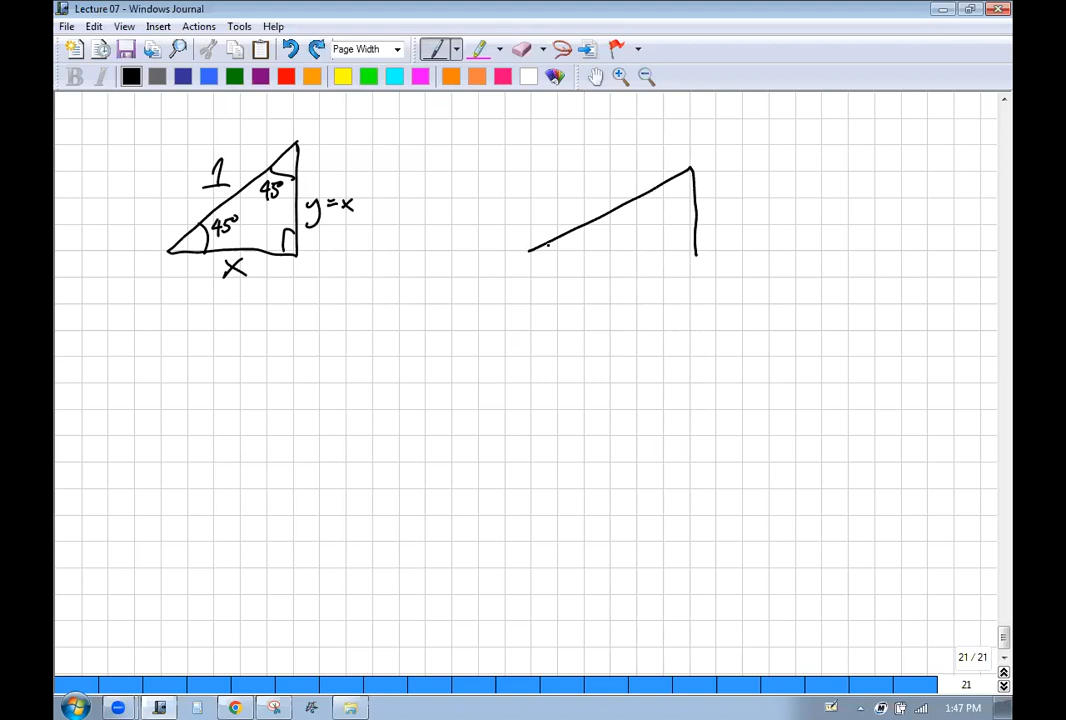 Lecture 07 - Windows Journal
File Edit View Insert Actions Tools Help
Page Width
B I
1
45°
45°
y = x
x
21 / 21
21
1:47 PM